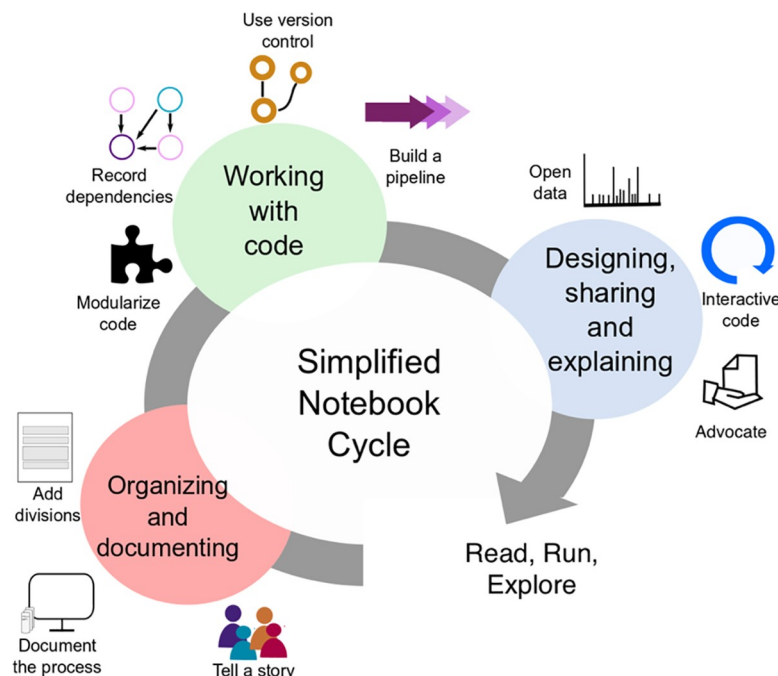 Use version
control
Build a
pipeline
Record
dependencies
Working
with
code
Modularize
code
Open
data
Designing,
sharing
and
explaining
Interactive
code
Advocate
Simplified
Notebook
Cycle
Add
divisions
Organizing
and
documenting
Document
the process
Tell a story
Read, Run,
Explore